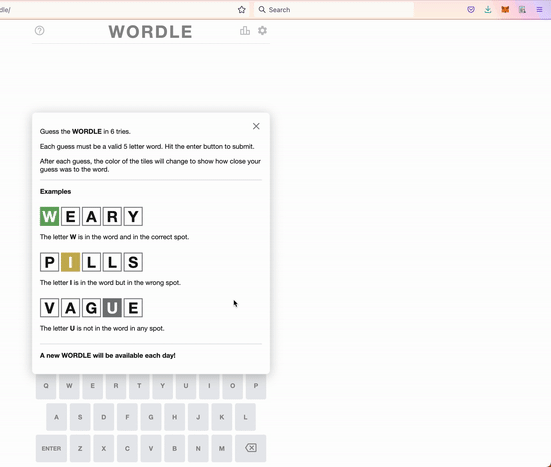 dle/
Search
WORDLE
Guess the WORDLE in 6 tries.
Each guess must be a valid 5 letter word. Hit the enter button to submit.
After each guess, the color of the tiles will change to show how close your
guess was to the word.
Examples
WEARY
The letter W is in the word and in the correct spot.
PILLS
The letter I is in the word but in the wrong spot.
VAGUE
The letter U is not in the word in any spot.
A new WORDLE will be available each day!
Q W E R T Y U I O P
A S D F G H J K L
ENTER Z X C V B N M